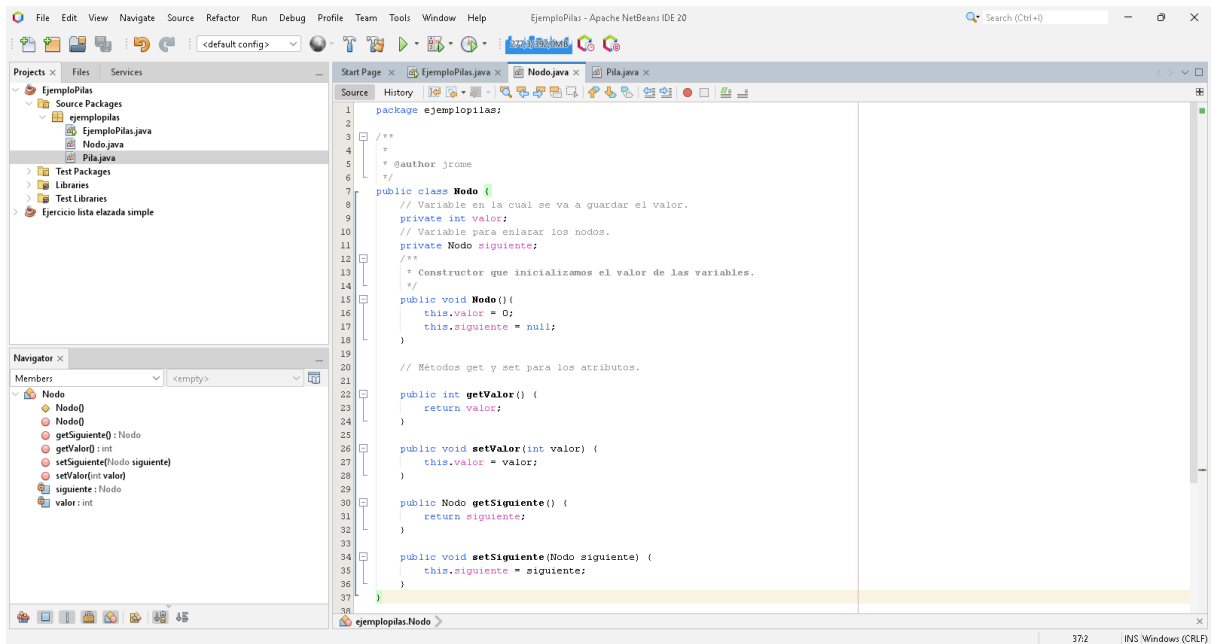 File Edit View Navigate Source Refactor Run Debug Profile Team Tools Window Help EjemploPilas - Apache NetBeans IDE 20 Search (Ctrl+I)
<default config>
Projects Files Services
EjemploPilas
Source Packages
ejemplopilas
EjemploPilas.java
Nodo.java
Pila.java
Test Packages
Libraries
Test Libraries
Ejercicio lista elazada simple
Navigator
Members <empty>
Nodo
Nodo()
Nodo()
getSiguiente() : Nodo
getValor() : int
setSiguiente(Nodo siguiente)
setValor(int valor)
siguiente : Nodo
valor : int
Start Page EjemploPilas.java Nodo.java Pila.java
Source History
1 package ejemplopilas;
2
3 /**
4 *
5 * @author jrome
6 */
7 public class Nodo {
8 // Variable en la cual se va a guardar el valor.
9 private int valor;
10 // Variable para enlazar los nodos.
11 private Nodo siguiente;
12 /**
13 * Constructor que inicializamos el valor de las variables.
14 */
15 public void Nodo(){
16 this.valor = 0;
17 this.siguiente = null;
18 }
19
20 // Métodos get y set para los atributos.
21
22 public int getValor() {
23 return valor;
24 }
25
26 public void setValor(int valor) {
27 this.valor = valor;
28 }
29
30 public Nodo getSiguiente() {
31 return siguiente;
32 }
33
34 public void setSiguiente(Nodo siguiente) {
35 this.siguiente = siguiente;
36 }
37 }
38
ejemplopilas.Nodo
37:2 INS Windows (CRLF)